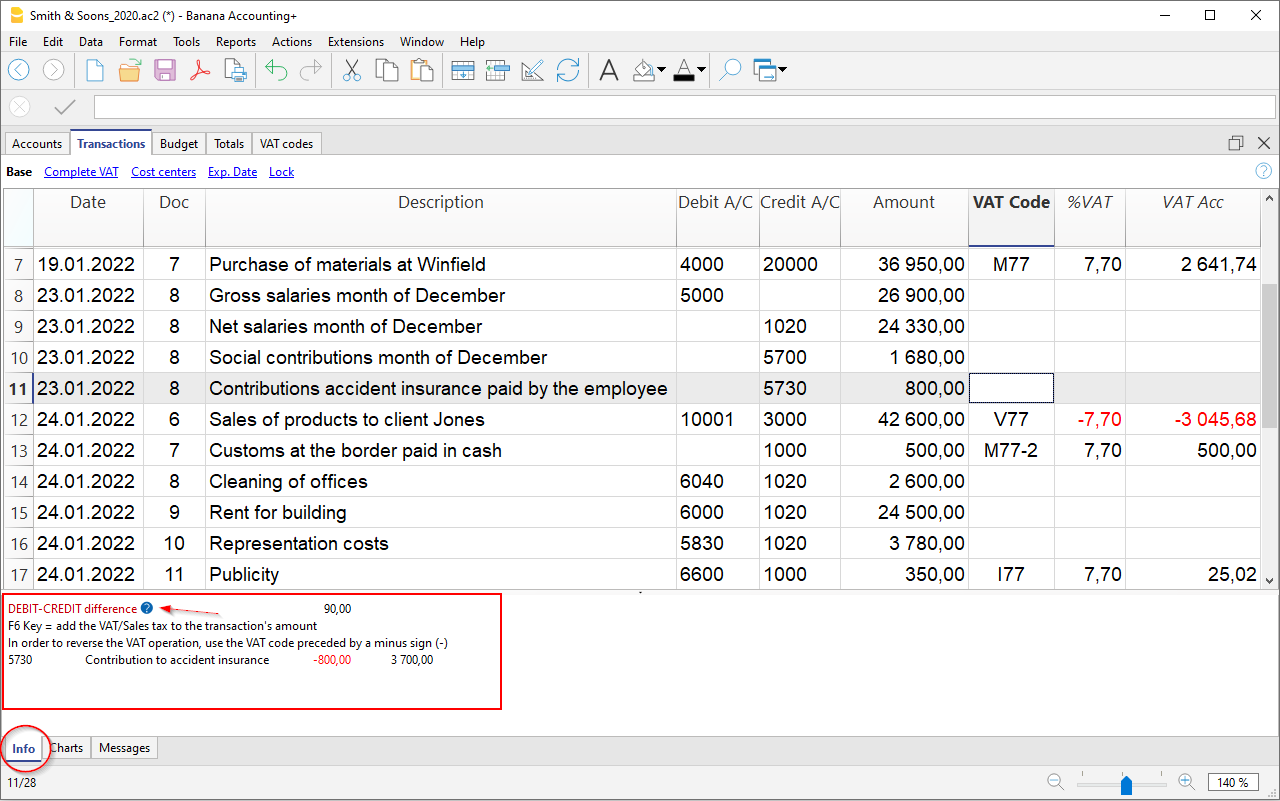 Smith & Soons_2020.ac2 (*) - Banana Accounting+
File Edit Data Format Tools Reports Actions Extensions Window Help
Accounts Transactions Budget Totals VAT codes
Base Complete VAT Cost centers Exp. Date Lock
Date Doc Description Debit A/C Credit A/C Amount VAT Code %VAT VAT Acc
7 19.01.2022 7 Purchase of materials at Winfield 4000 20000 36 950,00 M77 7,70 2 641,74
8 23.01.2022 8 Gross salaries month of December 5000 26 900,00
9 23.01.2022 8 Net salaries month of December 1020 24 330,00
10 23.01.2022 8 Social contributions month of December 5700 1 680,00
11 23.01.2022 8 Contributions accident insurance paid by the employee 5730 800,00
12 24.01.2022 6 Sales of products to client Jones 10001 3000 42 600,00 V77 -7,70 -3 045,68
13 24.01.2022 7 Customs at the border paid in cash 1000 500,00 M77-2 7,70 500,00
14 24.01.2022 8 Cleaning of offices 6040 1020 2 600,00
15 24.01.2022 9 Rent for building 6000 1020 24 500,00
16 24.01.2022 10 Representation costs 5830 1020 3 780,00
17 24.01.2022 11 Publicity 6600 1000 350,00 I77 7,70 25,02
DEBIT-CREDIT difference ? 90,00
F6 Key = add the VAT/Sales tax to the transaction's amount
In order to reverse the VAT operation, use the VAT code preceded by a minus sign (-)
5730 Contribution to accident insurance -800,00 3 700,00
Info Charts Messages
11/28 140 %